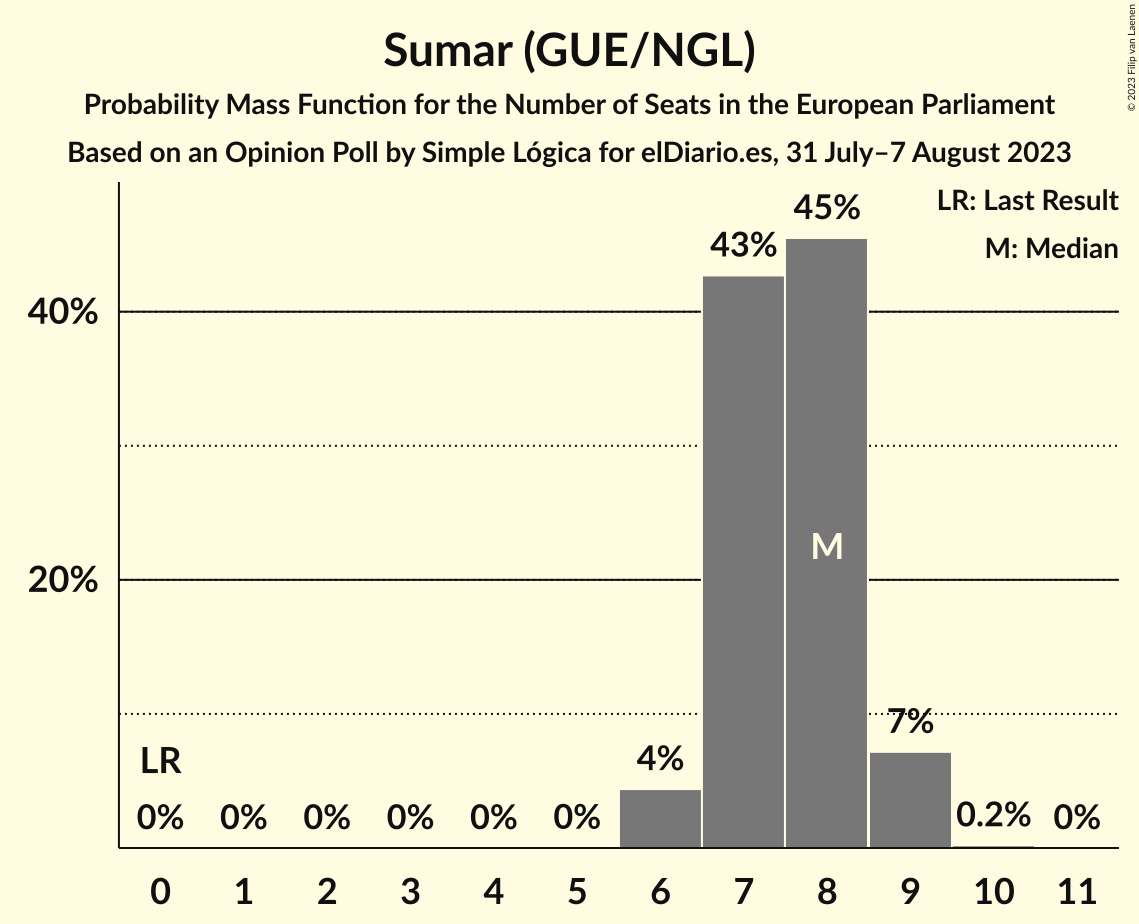 Sumar (GUE/NGL)
Probability Mass Function for the Number of Seats in the European Parliament
Based on an Opinion Poll by Simple Lógica for elDiario.es, 31 July–7 August 2023
© 2023 Filip van Laenen
LR: Last Result
M: Median
45%
43%
40%
M
20%
7%
LR
4%
0% 0% 0% 0% 0% 0% 0.2% 0%
0 1 2 3 4 5 6 7 8 9 10 11